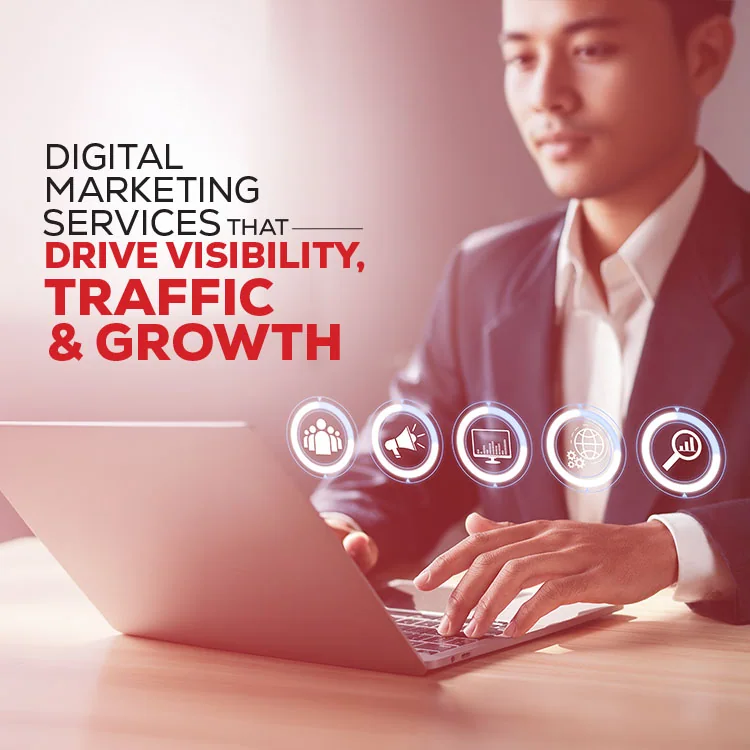 DIGITAL
MARKETING
SERVICES THAT
DRIVE VISIBILITY,
TRAFFIC
& GROWTH